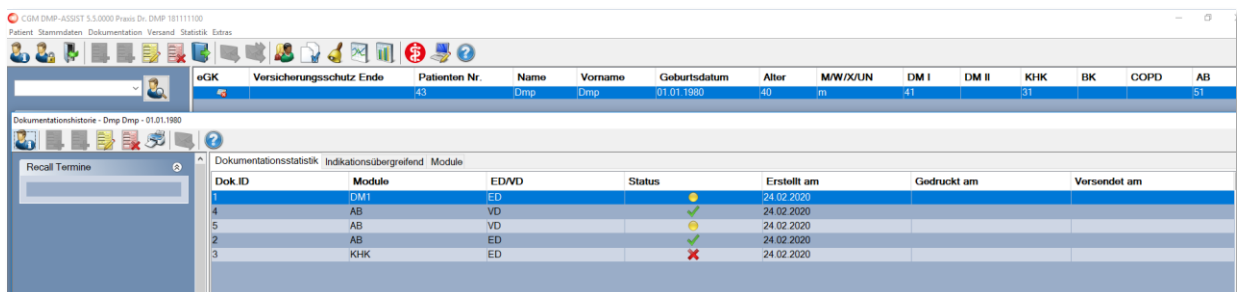 CGM DMP-ASSIST 5.5.0000 Praxis Dr. DMP 181111100
Patient Stammdaten Dokumentation Versand Statistik Extras
eGK Versicherungsschutz Ende Patienten Nr. Name Vorname Geburtsdatum Alter M/W/X/UN DM I DM II KHK BK COPD AB
43 Dmp Dmp 01.01.1980 40 m 41 31 51
Dokumentationshistorie - Dmp Dmp - 01.01.1980
Recall Termine
Dokumentationsstatistik Indikationsübergreifend Module
Dok.ID Module ED/VD Status Erstellt am Gedruckt am Versendet am
1 DM1 ED 24.02.2020
4 AB VD 24.02.2020
5 AB VD 24.02.2020
2 AB ED 24.02.2020
3 KHK ED 24.02.2020